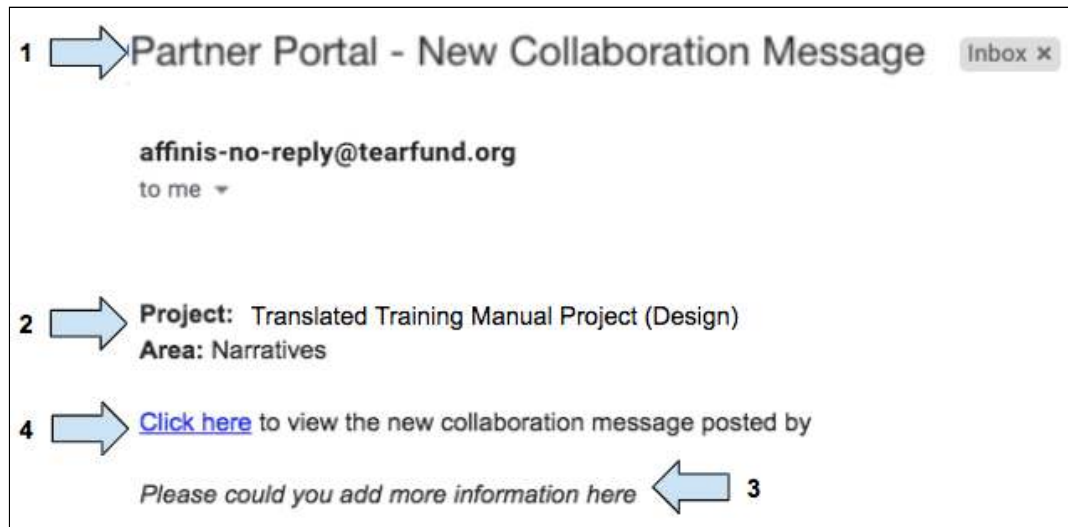 1 Partner Portal - New Collaboration Message Inbox ×
affinis-no-reply@tearfund.org
to me
2 Project: Translated Training Manual Project (Design)
Area: Narratives
4 Click here to view the new collaboration message posted by
Please could you add more information here 3